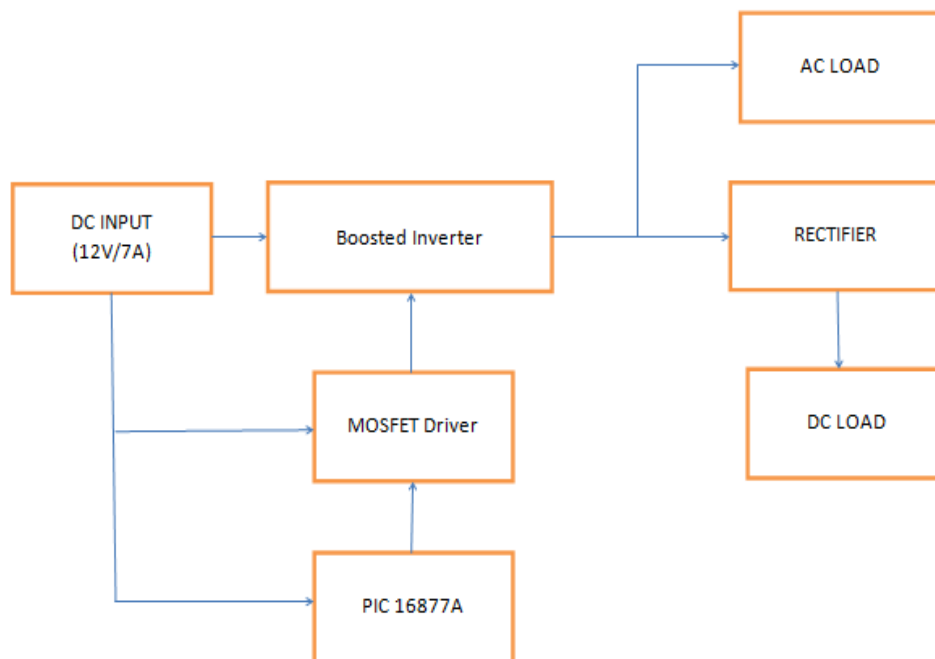 AC LOAD
DC INPUT
(12V/7A)
Boosted Inverter
RECTIFIER
MOSFET Driver
DC LOAD
PIC 16877A